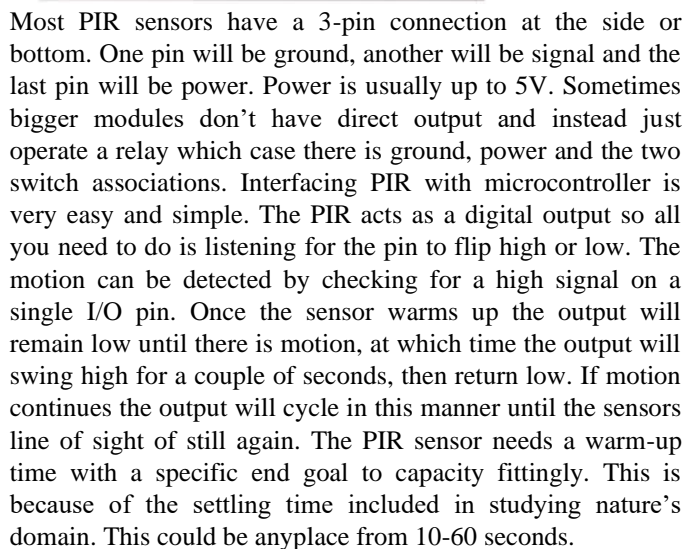 Most PIR sensors have a 3-pin connection at the side or
bottom. One pin will be ground, another will be signal and the
last pin will be power. Power is usually up to 5V. Sometimes
bigger modules don’t have direct output and instead just
operate a relay which case there is ground, power and the two
switch associations. Interfacing PIR with microcontroller is
very easy and simple. The PIR acts as a digital output so all
you need to do is listening for the pin to flip high or low. The
motion can be detected by checking for a high signal on a
single I/O pin. Once the sensor warms up the output will
remain low until there is motion, at which time the output will
swing high for a couple of seconds, then return low. If motion
continues the output will cycle in this manner until the sensors
line of sight of still again. The PIR sensor needs a warm-up
time with a specific end goal to capacity fittingly. This is
because of the settling time included in studying nature’s
domain. This could be anyplace from 10-60 seconds.